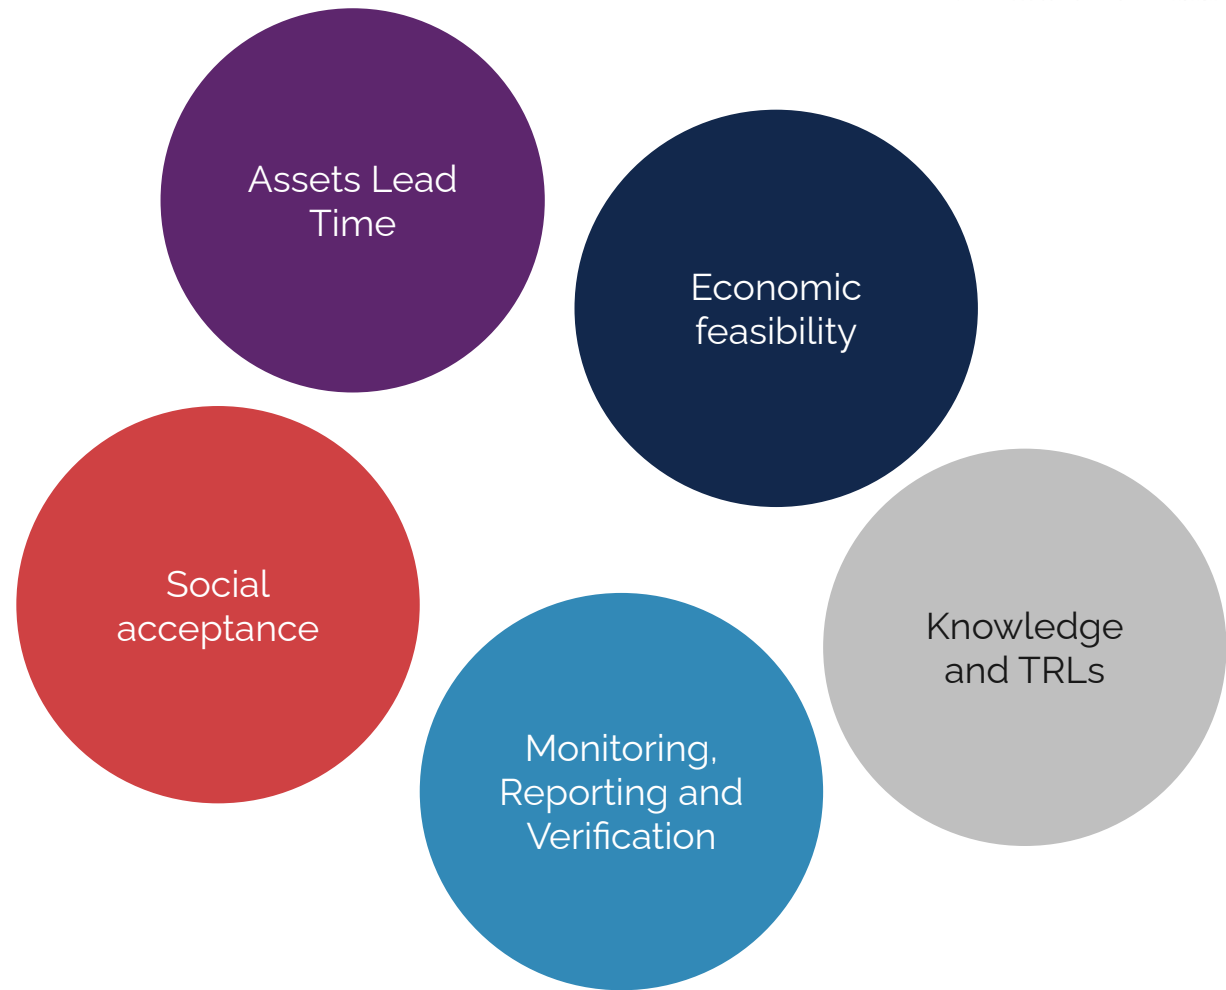 Assets Lead
Time
Economic
feasibility
Social
acceptance
Knowledge
and TRLs
Monitoring,
Reporting and
Verification